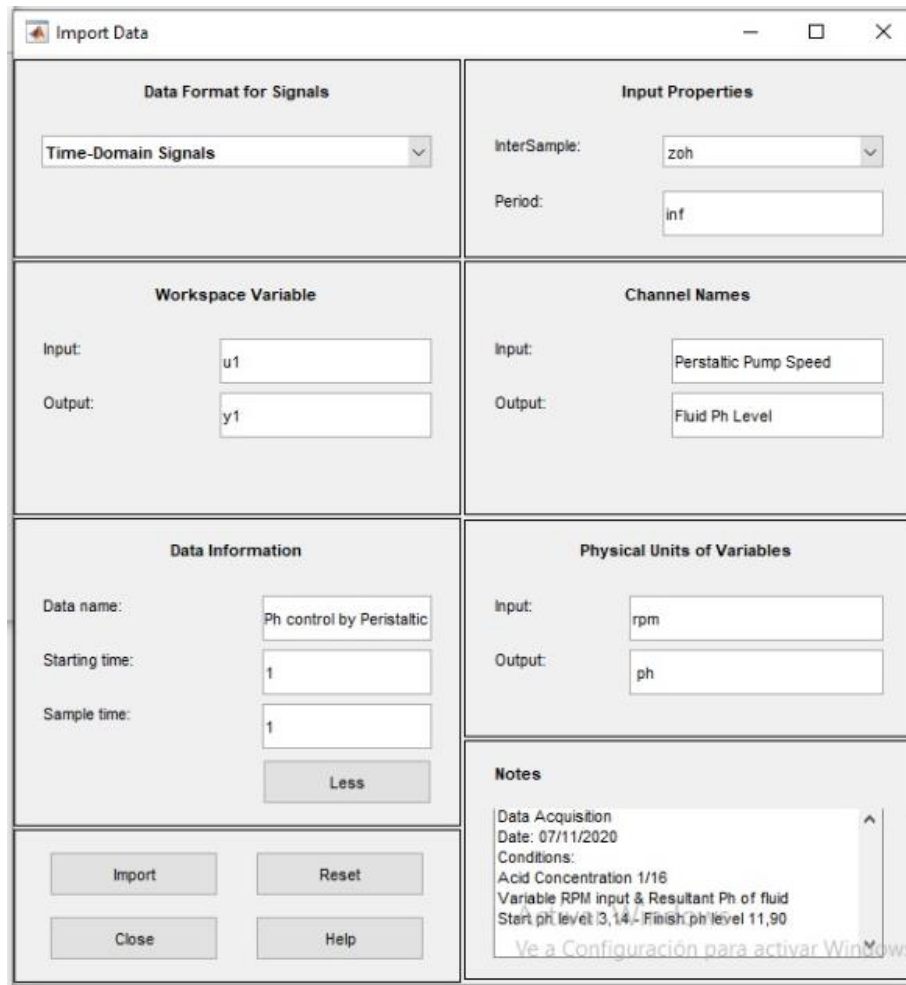 Import Data
Data Format for Signals
Time-Domain Signals
Input Properties
InterSample:
zoh
Period:
inf
Workspace Variable
Input:
u1
Output:
y1
Channel Names
Input:
Perstaltic Pump Speed
Output:
Fluid Ph Level
Data Information
Data name:
Ph control by Peristaltic
Starting time:
1
Sample time:
1
Less
Physical Units of Variables
Input:
rpm
Output:
ph
Notes
Data Acquisition
Date: 07/11/2020
Conditions:
Acid Concentration 1/16
Variable RPM input & Resultant Ph of fluid
Start ph level: 3,14 - Finish ph level 11,90
Import
Reset
Close
Help
Activar Windows
Ve a Configuración para activar Windows